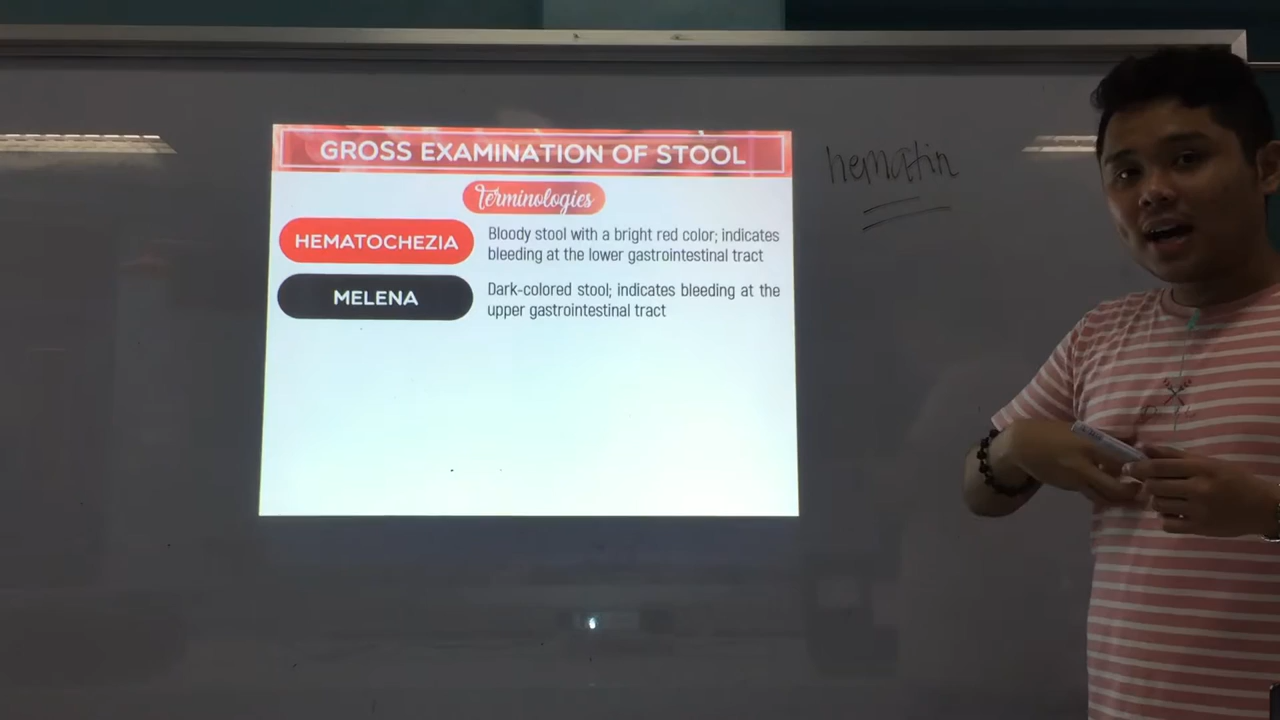 GROSS EXAMINATION OF STOOL
Terminologies
HEMATOCHEZIA
Bloody stool with a bright red color; indicates
bleeding at the lower gastrointestinal tract
MELENA
Dark-colored stool; indicates bleeding at the
upper gastrointestinal tract
hematin